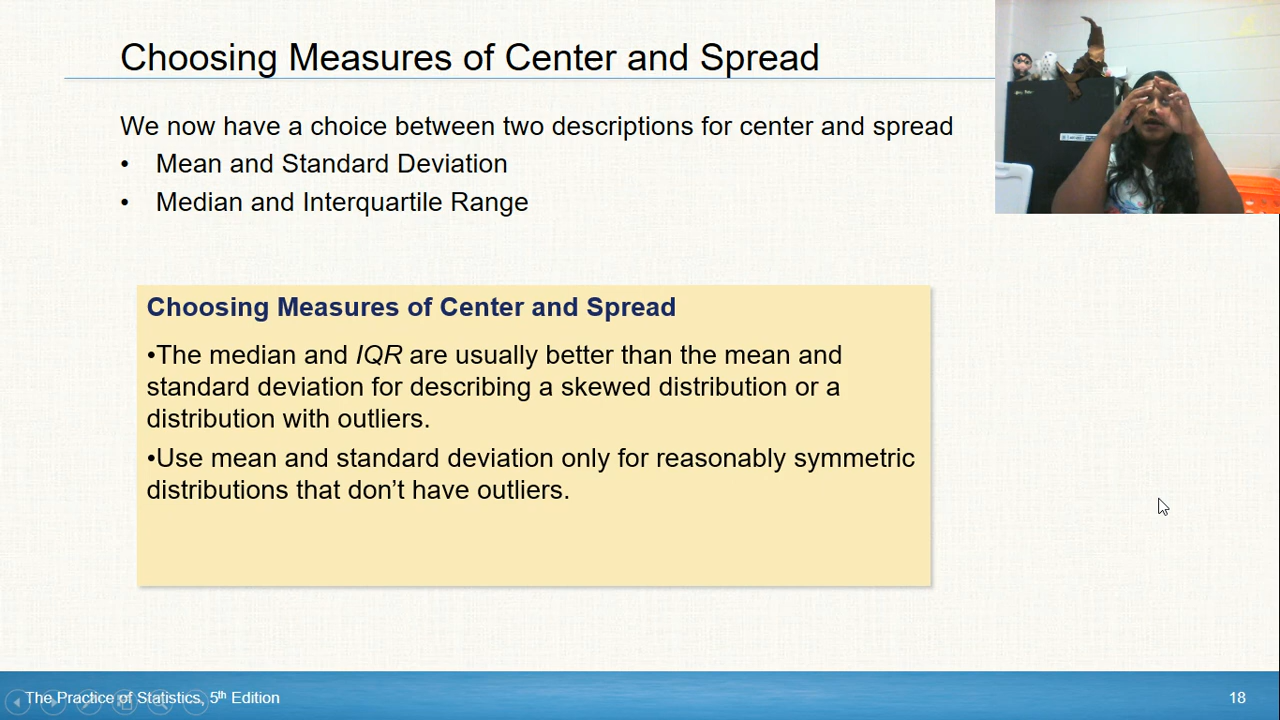 Choosing Measures of Center and Spread
We now have a choice between two descriptions for center and spread
• Mean and Standard Deviation
• Median and Interquartile Range
Choosing Measures of Center and Spread
•The median and IQR are usually better than the mean and
standard deviation for describing a skewed distribution or a
distribution with outliers.
•Use mean and standard deviation only for reasonably symmetric
distributions that don’t have outliers.
The Practice of Statistics, 5th Edition
18